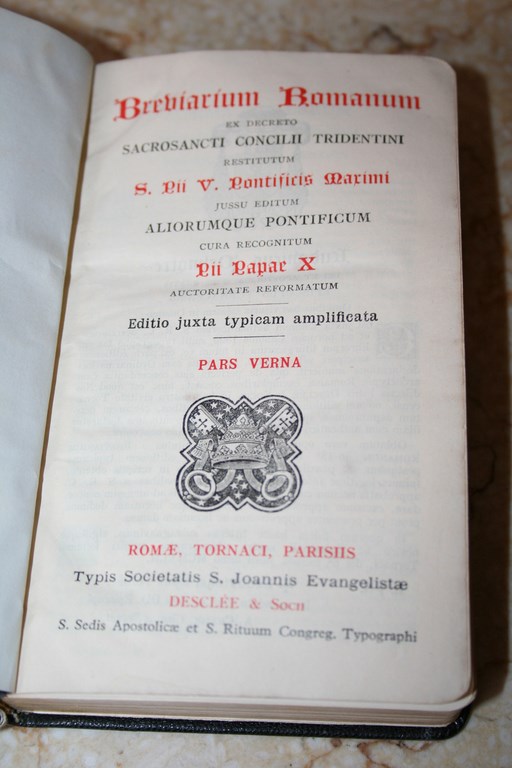 Breviarium Romanum
EX DECRETO
SACROSANCTI CONCILII TRIDENTINI
RESTITUTUM
S. Pii V. Pontificis Maximi
JUSSU EDITUM
ALIORUMQUE PONTIFICUM
CURA RECOGNITUM
Pii Papae X
AUCTORITATE REFORMATUM
Editio juxta typicam amplificata
PARS VERNA
ROMÆ, TORNACI, PARISIIS
Typis Societatis S. Joannis Evangelistæ
DESCLÉE & Socii
S. Sedis Apostolicæ et S. Rituum Congreg. Typographi